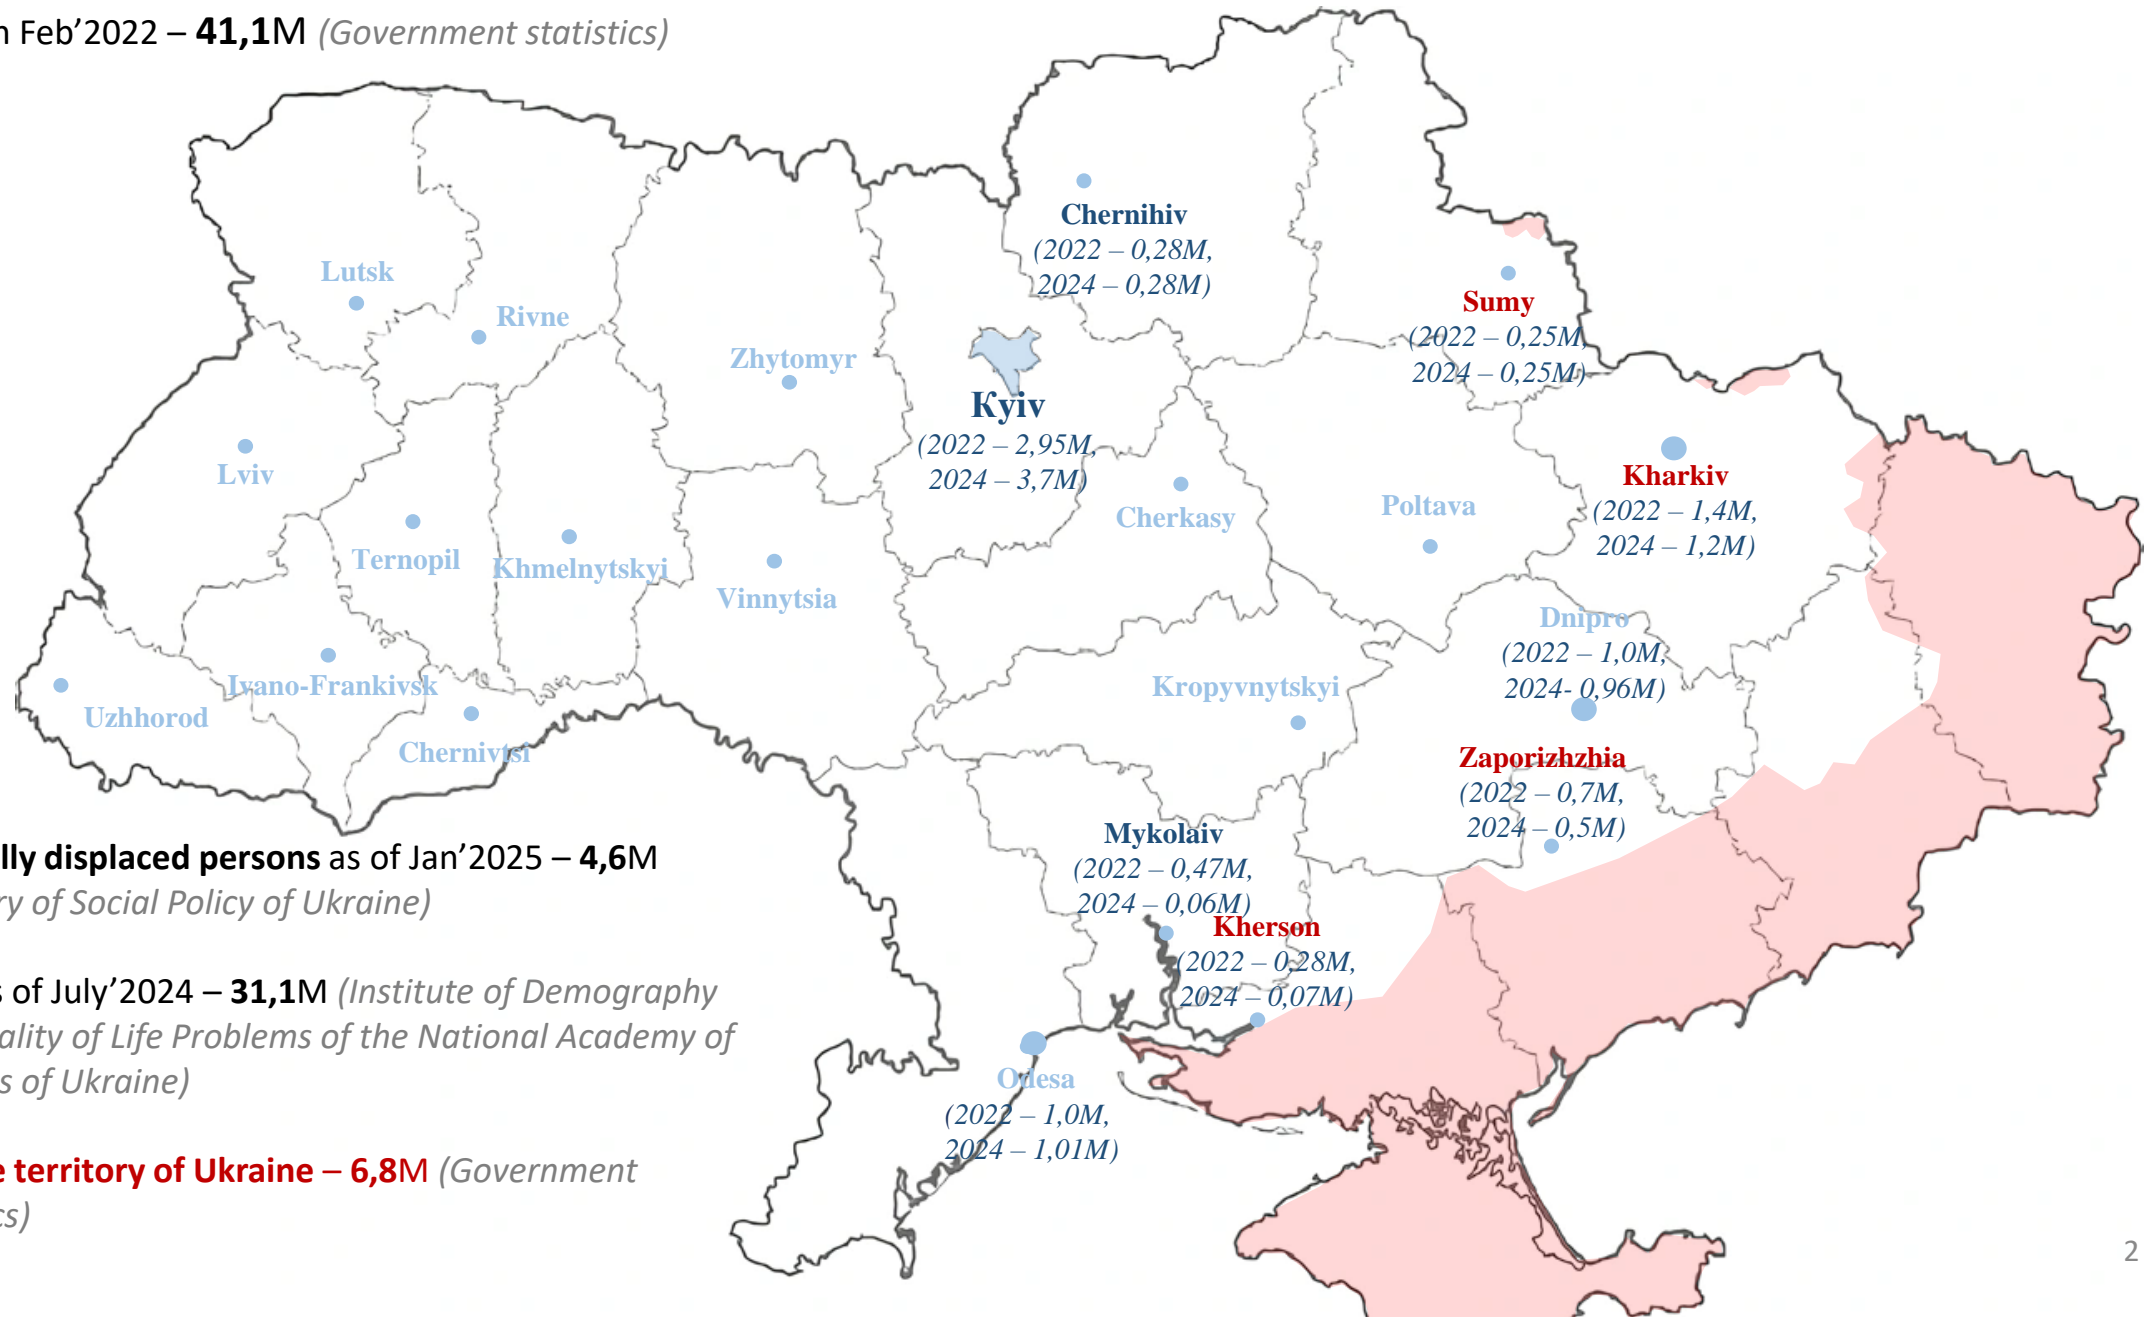 n Feb’2022 – 41,1M (Government statistics)
Chernihiv
(2022 – 0,28M,
2024 – 0,28M)
Sumy
(2022 – 0,25M,
2024 – 0,25M)
Lutsk
Rivne
Zhytomyr
Kyiv
(2022 – 2,95M,
2024 – 3,7M)
Lviv
Kharkiv
(2022 – 1,4M,
2024 – 1,2M)
Cherkasy
Poltava
Ternopil
Khmelnytskyi
Vinnytsia
Dnipro
(2022 – 1,0M,
2024- 0,96M)
Ivano-Frankivsk
Kropyvnytskyi
Uzhhorod
Chernivtsi
Zaporizhzhia
(2022 – 0,7M,
2024 – 0,5M)
Mykolaiv
(2022 – 0,47M,
2024 – 0,06M)
Kherson
(2022 – 0,28M,
2024 – 0,07M)
Odesa
(2022 – 1,0M,
2024 – 1,01M)
lly displaced persons as of Jan’2025 – 4,6M
ry of Social Policy of Ukraine)
s of July’2024 – 31,1M (Institute of Demography
ality of Life Problems of the National Academy of
s of Ukraine)
e territory of Ukraine – 6,8M (Government
cs)
2